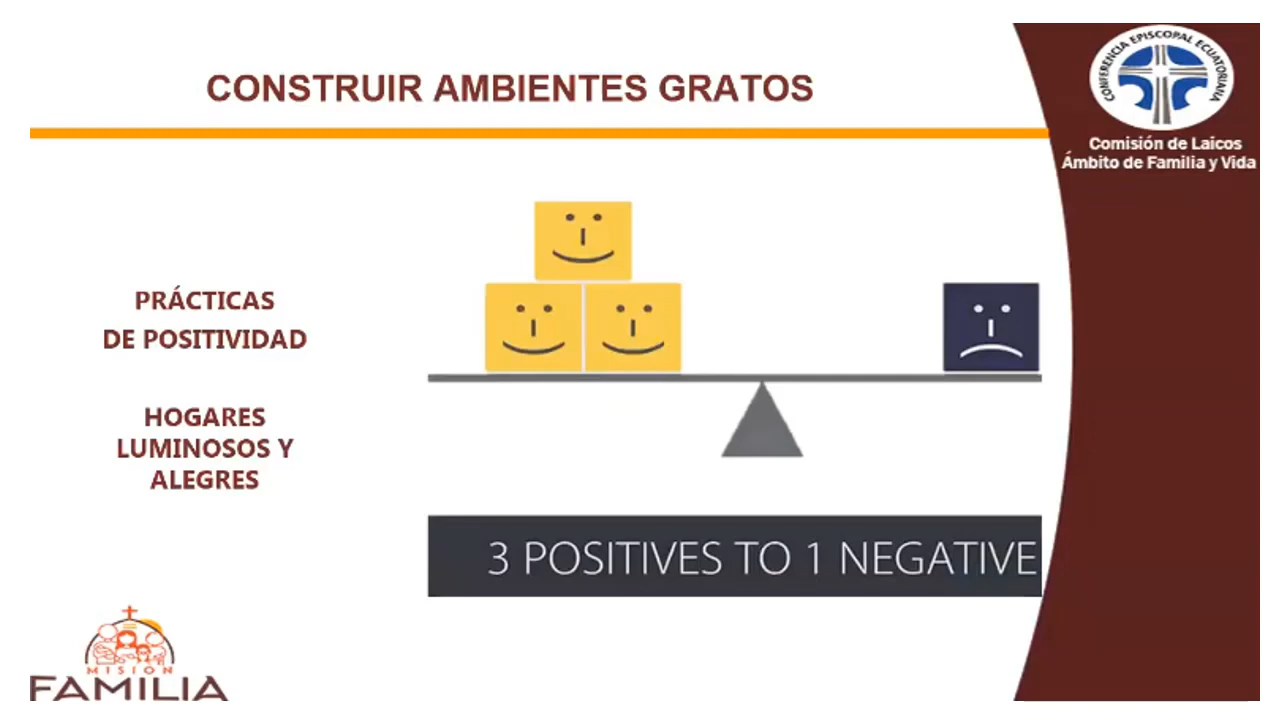 CONSTRUIR AMBIENTES GRATOS
CONFERENCIA EPISCOPAL ECUATORIANA
Comisión de Laicos
Ámbito de Familia y Vida
PRÁCTICAS
DE POSITIVIDAD
HOGARES
LUMINOSOS Y
ALEGRES
3 POSITIVES TO 1 NEGATIVE
MISION
FAMILIA